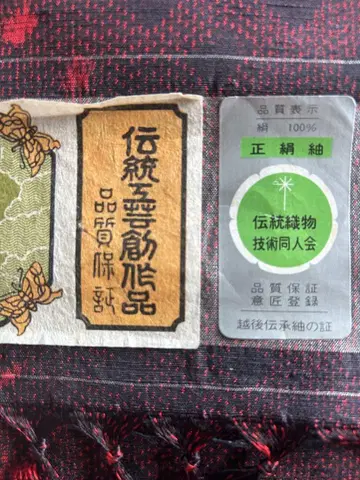 伝統工芸創作品
品質保証
品質表示
絹 100%
正絹紬
伝統織物
技術同人会
品質保証
意匠登録
越後伝承紬の証